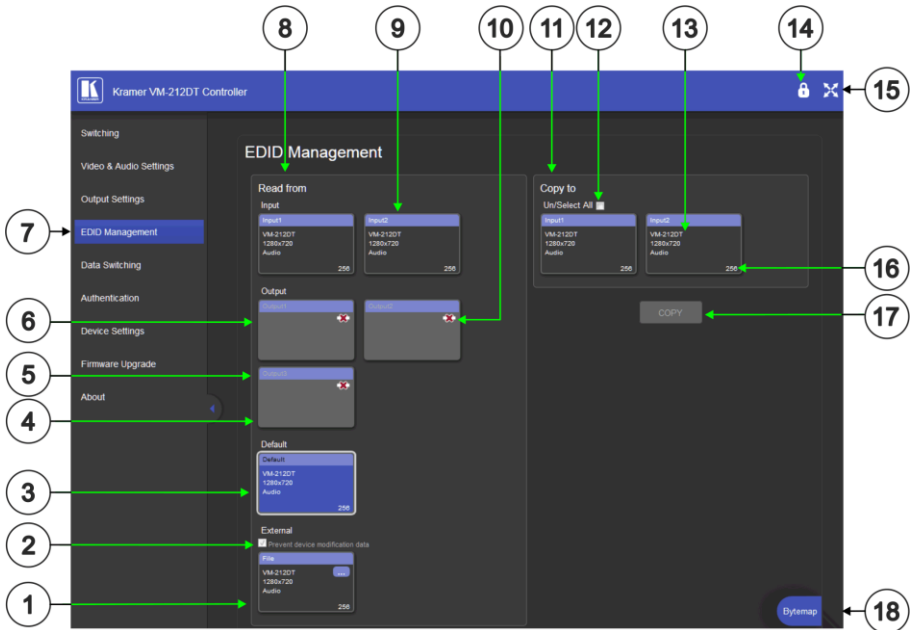 8
9
10
11
12
13
14
Kramer VM-212DT Controller
15
Switching
Video & Audio Settings
Output Settings
EDID Management
Data Switching
Authentication
Device Settings
Firmware Upgrade
About
7
6
5
4
3
2
1
EDID Management
Read from
Input
Input1
VM-212DT
1280x720
Audio
256
Input2
VM-212DT
1280x720
Audio
256
Output
Output1
Output2
Output3
Default
Default
VM-212DT
1280x720
Audio
256
External
Prevent device modification data
File
...
VM-212DT
1280x720
Audio
256
Copy to
Un/Select All
Input1
VM-212DT
1280x720
Audio
256
Input2
VM-212DT
1280x720
Audio
256
16
COPY
17
Bytemap
18